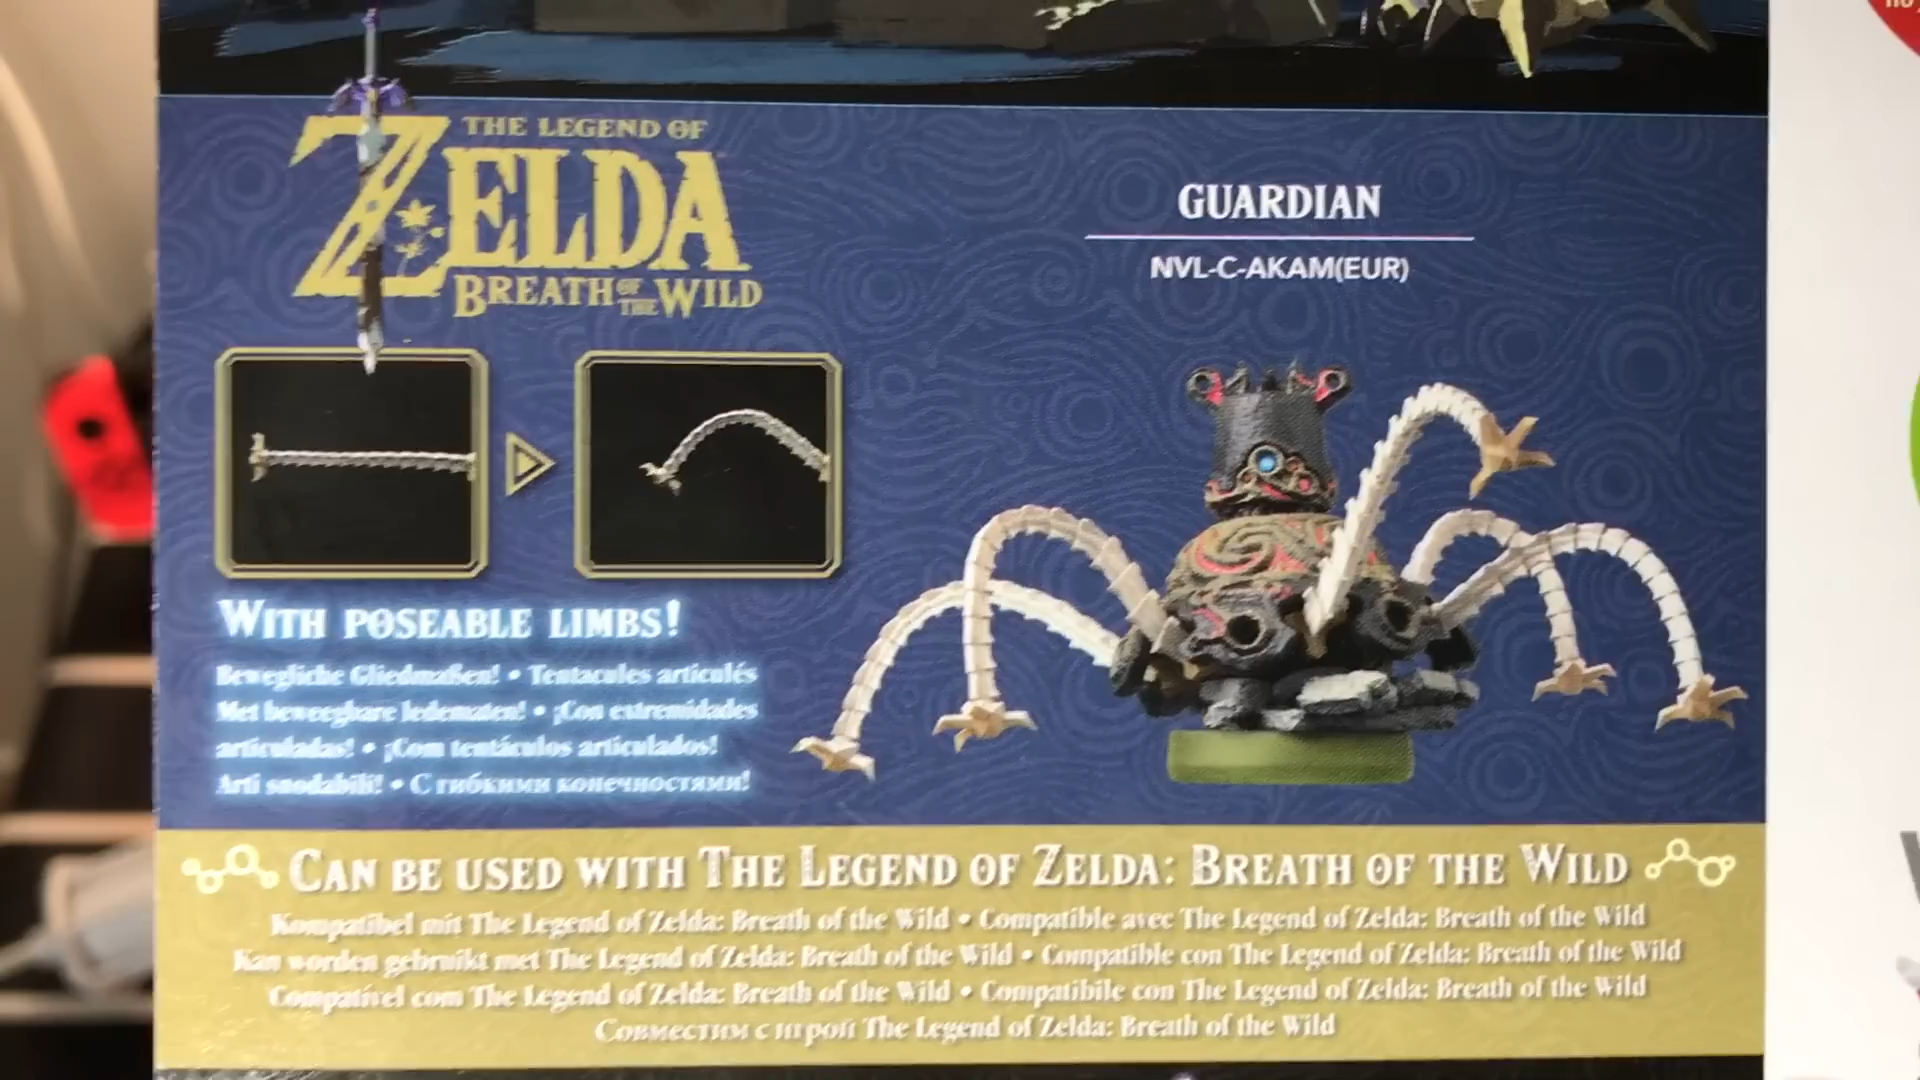 THE LEGEND OF
ZELDA
BREATH OF THE WILD
GUARDIAN
NVL-C-AKAM(EUR)
WITH POSEABLE LIMBS!
Bewegliche Gliedmaßen! • Tentacules articulés
Met beweegbare ledematen! • ¡Con extremidades
articuladas! • ¡Com tentáculos articulados!
Arti snodabili! • С гибкими конечностями!
CAN BE USED WITH THE LEGEND OF ZELDA: BREATH OF THE WILD
Kompatibel mit The Legend of Zelda: Breath of the Wild • Compatible avec The Legend of Zelda: Breath of the Wild
Kan worden gebruikt met The Legend of Zelda: Breath of the Wild • Compatible con The Legend of Zelda: Breath of the Wild
Compatível com The Legend of Zelda: Breath of the Wild • Compatibile con The Legend of Zelda: Breath of the Wild
Совместим с игрой The Legend of Zelda: Breath of the Wild